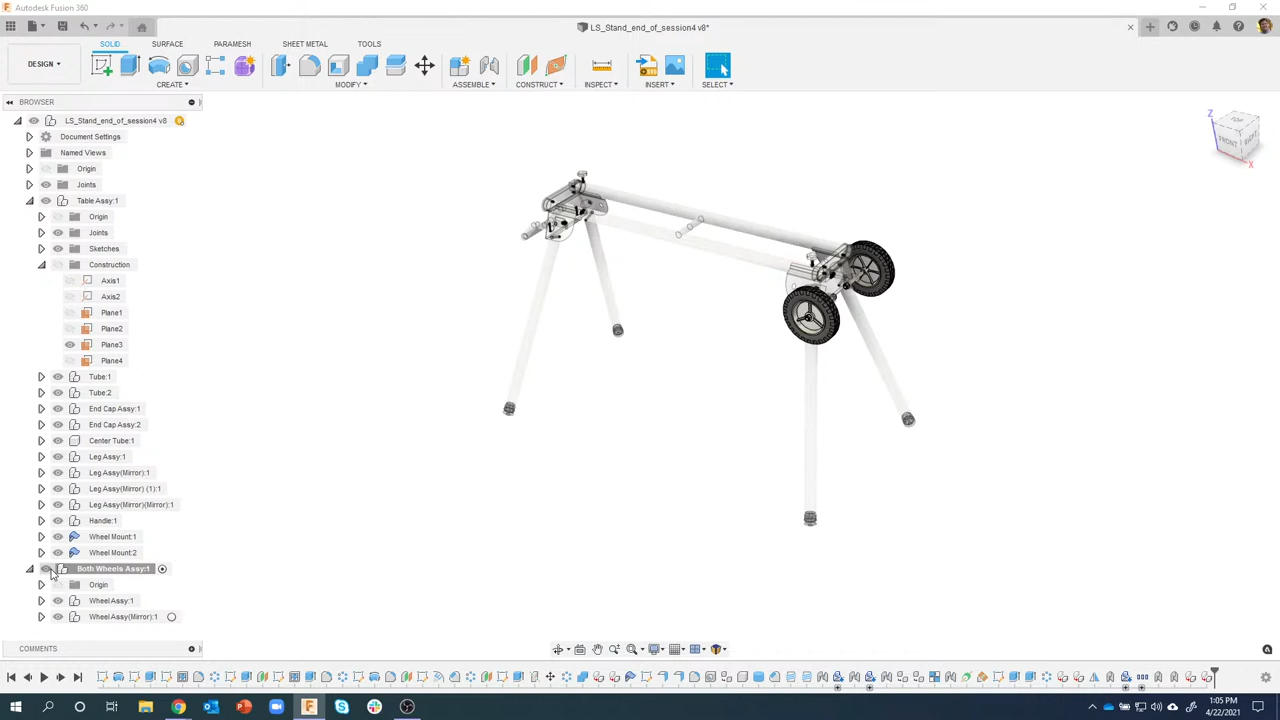 Autodesk Fusion 360
LS_Stand_end_of_session4 v8*
DESIGN
SOLID SURFACE PARAMESH SHEET METAL TOOLS
CREATE MODIFY ASSEMBLE CONSTRUCT INSPECT INSERT SELECT
BROWSER
LS_Stand_end_of_session4 v8
Document Settings
Named Views
Origin
Joints
Table Assy:1
Origin
Joints
Sketches
Construction
Axis1
Axis2
Plane1
Plane2
Plane3
Plane4
Tube:1
Tube:2
End Cap Assy:1
End Cap Assy:2
Center Tube:1
Leg Assy:1
Leg Assy(Mirror):1
Leg Assy(Mirror) (1):1
Leg Assy(Mirror)(Mirror):1
Handle:1
Wheel Mount:1
Wheel Mount:2
Both Wheels Assy:1
Origin
Wheel Assy:1
Wheel Assy(Mirror):1
COMMENTS
Z
TOP
FRONT
RIGHT
X
1:05 PM
4/22/2021